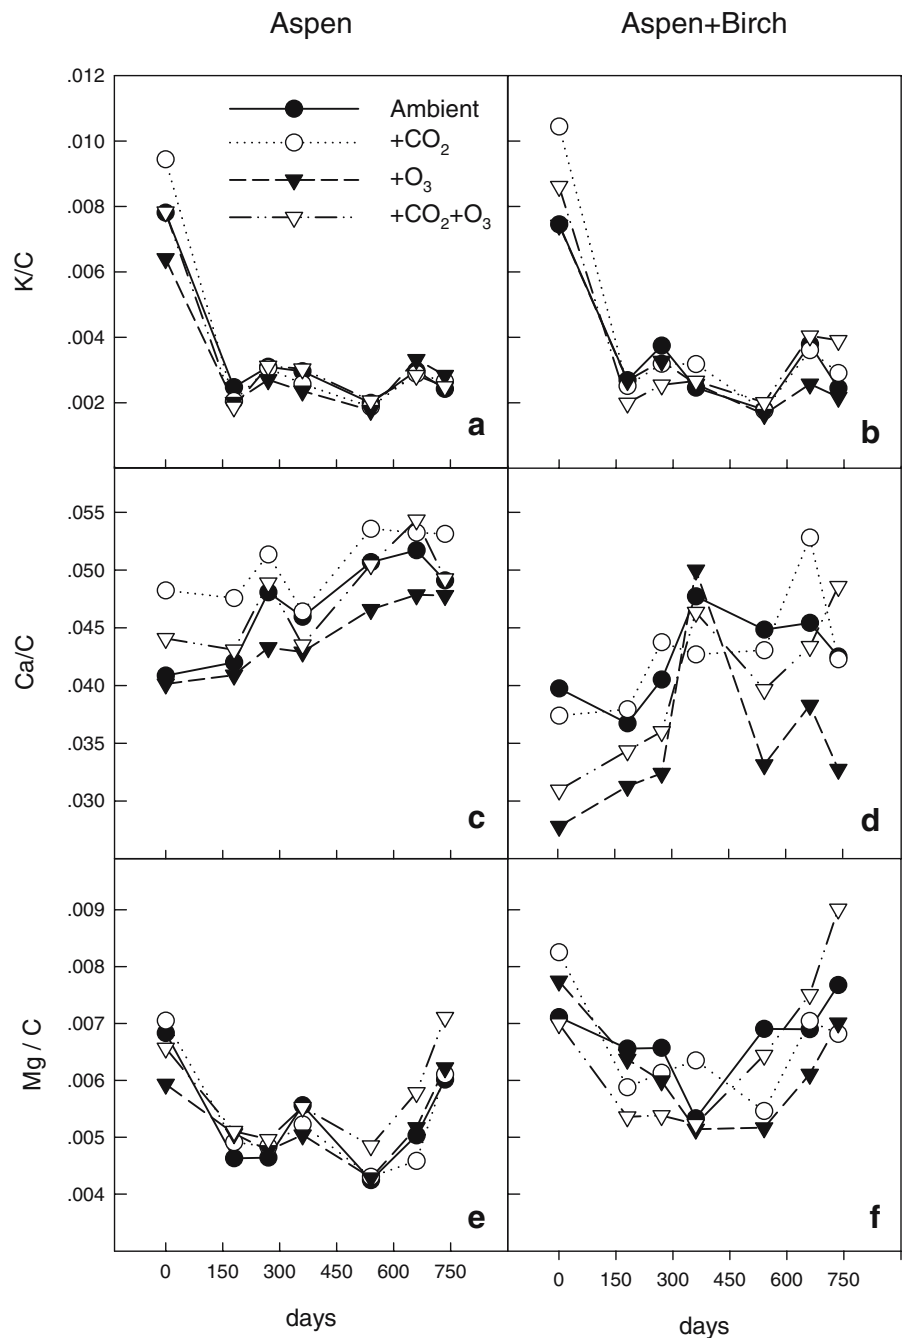 Aspen
Aspen+Birch
.012
.010
.008
.006
.004
.002
K/C
Ambient
+CO₂
+O₃
+CO₂+O₃
a
b
.055
.050
.045
.040
.035
.030
Ca/C
c
d
.009
.008
.007
.006
.005
.004
Mg / C
e
f
0 150 300 450 600 750
0 150 300 450 600 750
days
days